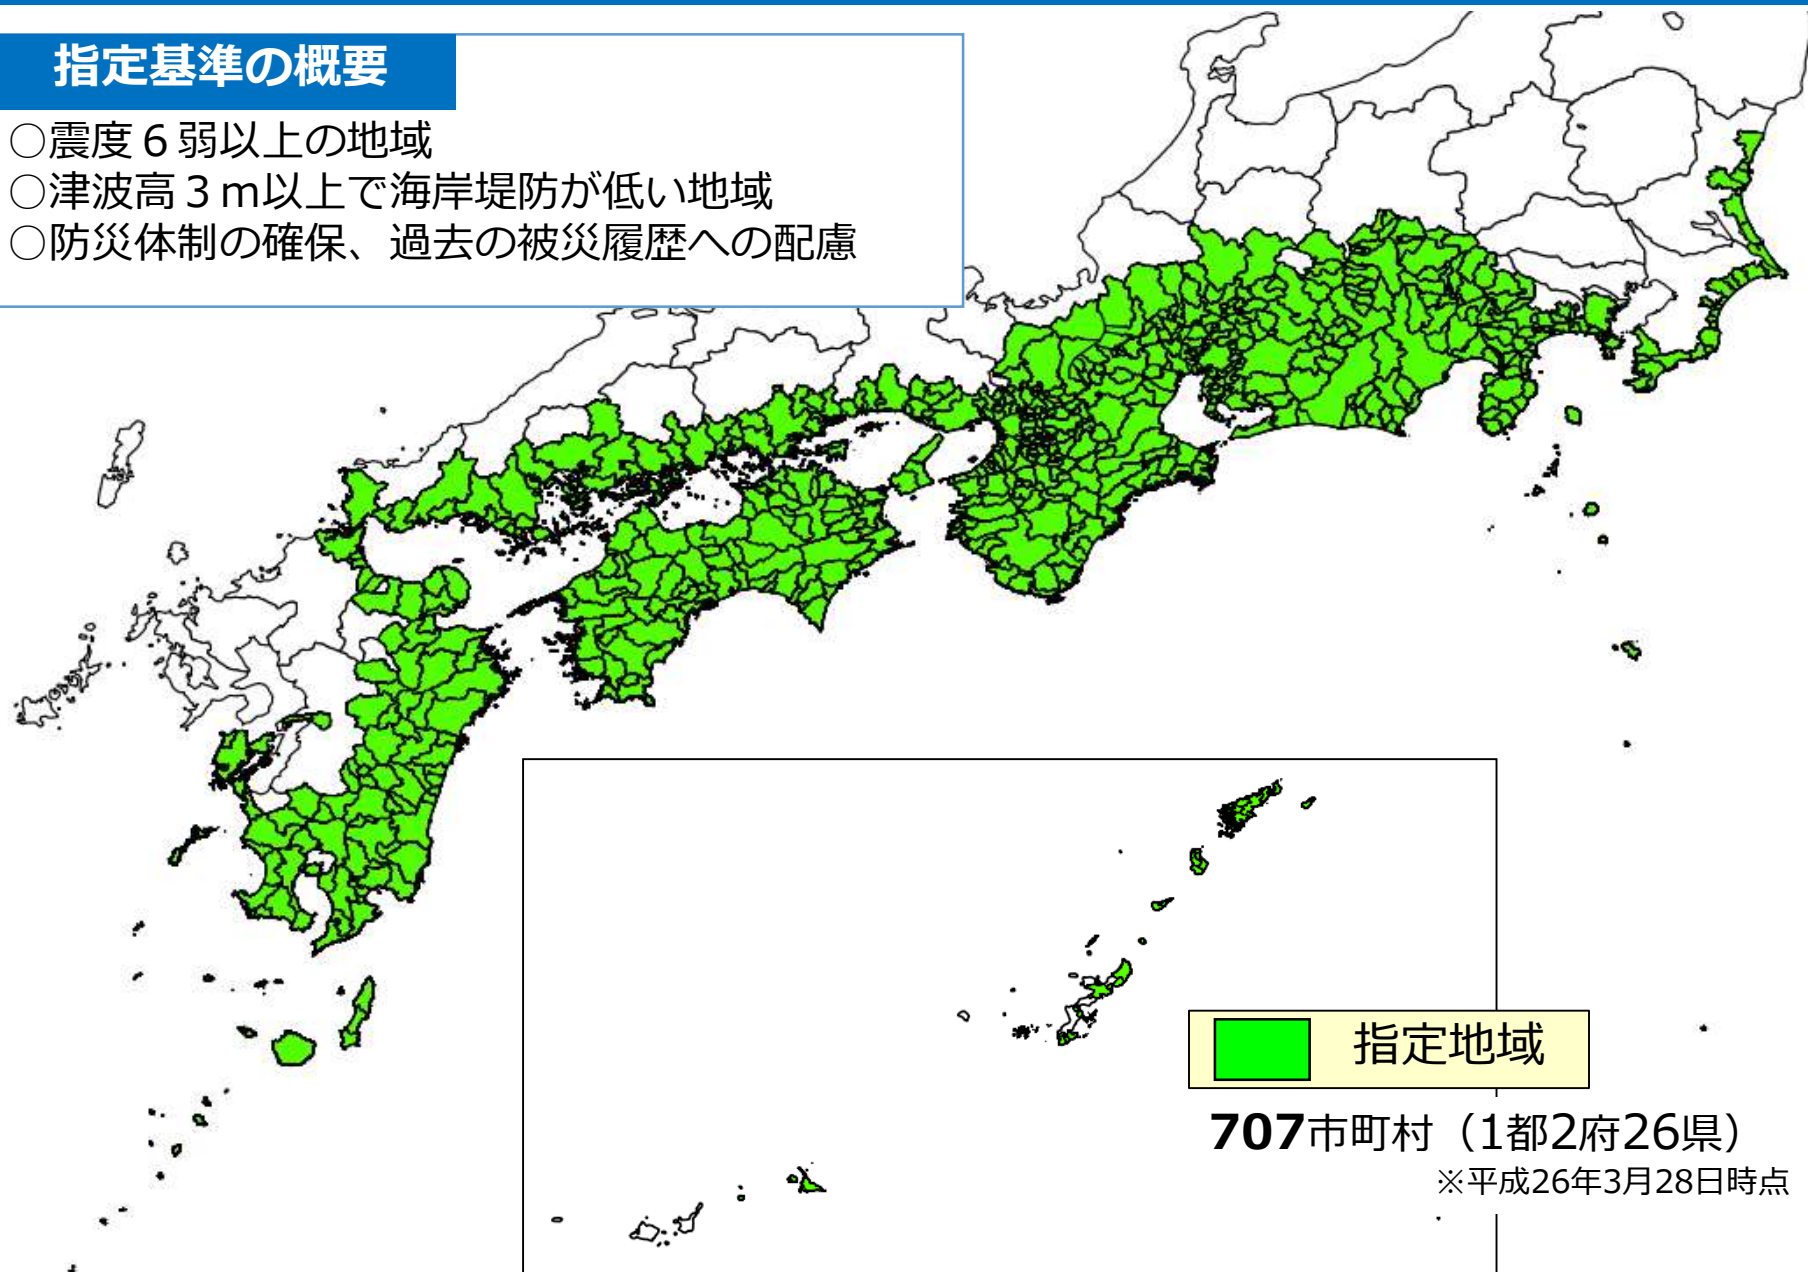 指定基準の概要
○震度６弱以上の地域
○津波高３ｍ以上で海岸堤防が低い地域
○防災体制の確保、過去の被災履歴への配慮
指定地域
707市町村（1都2府26県）
※平成26年3月28日時点